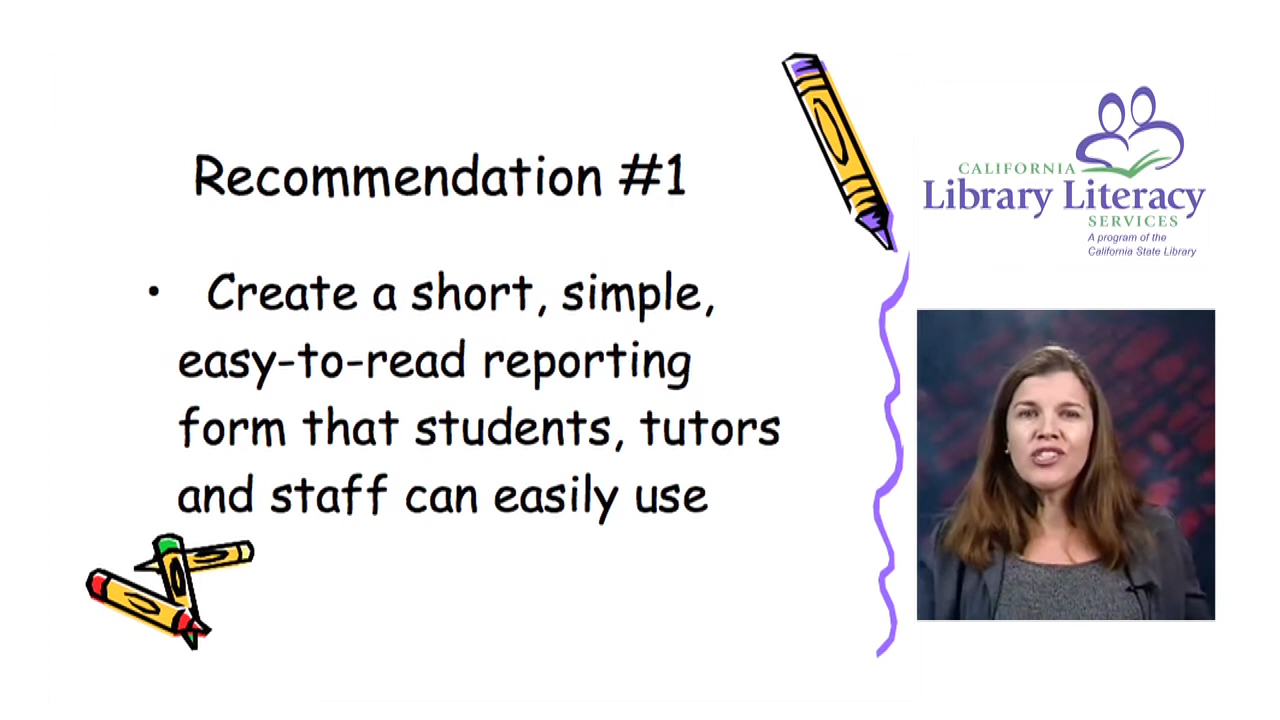 Recommendation #1
• Create a short, simple,
easy-to-read reporting
form that students, tutors
and staff can easily use
CALIFORNIA
Library Literacy
SERVICES
A program of the
California State Library